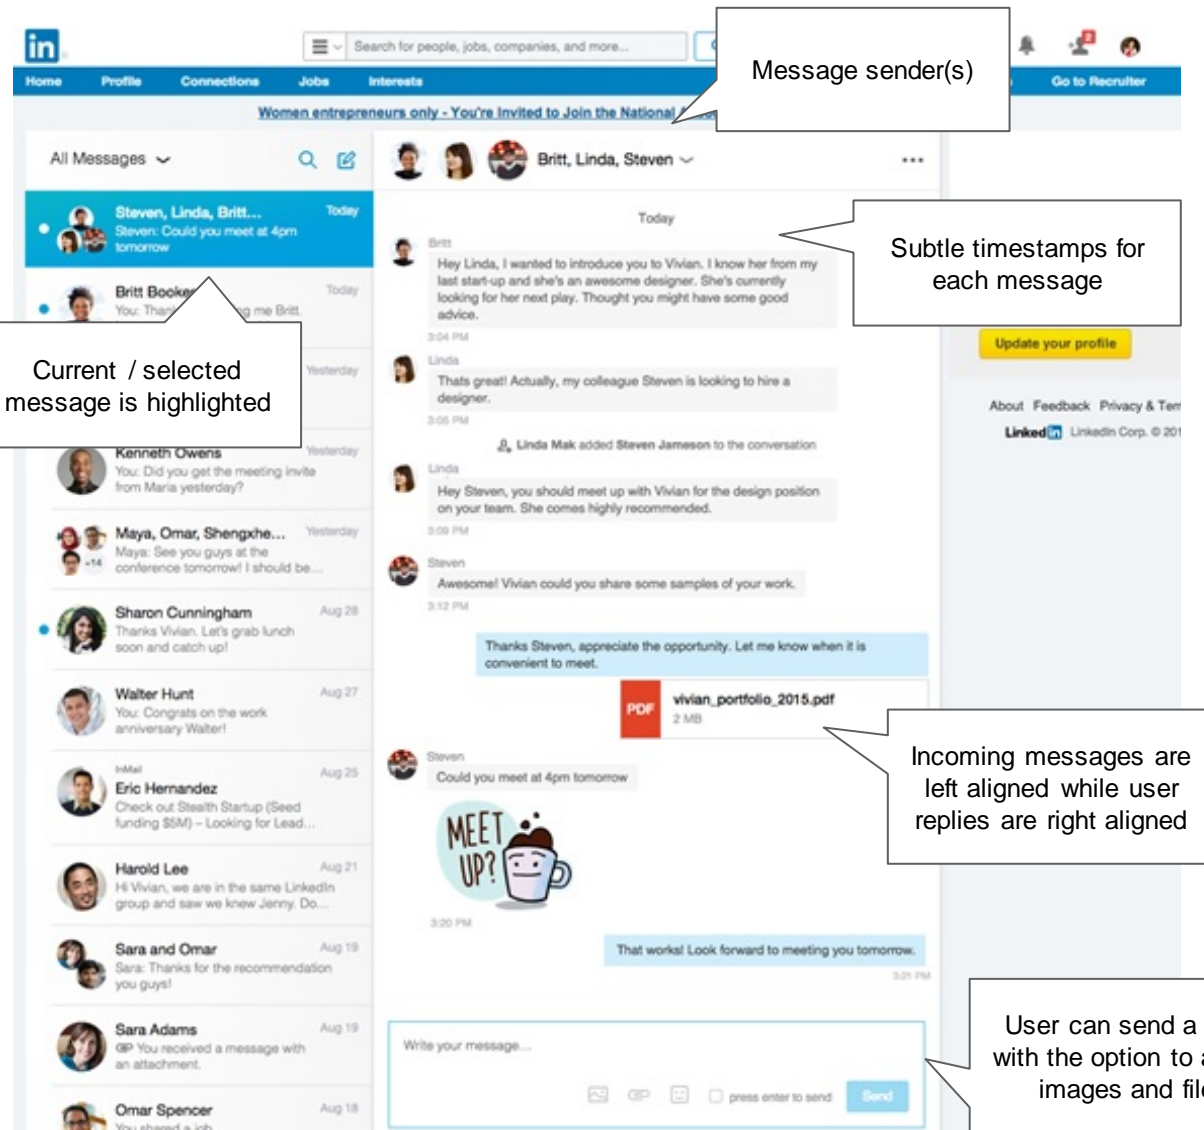 in
Search for people, jobs, companies, and more...
Message sender(s)
2
Home Profile Connections Jobs Interests
Go to Recruiter
Women entrepreneurs only - You're Invited to Join the National
All Messages
Britt, Linda, Steven
Steven, Linda, Britt... Today
Steven: Could you meet at 4pm
tomorrow
Britt Today
You: me Britt.
Current / selected
message is highlighted
Yesterday
Kenneth Owens Yesterday
You: Did you get the meeting invite
from Maria yesterday?
Maya, Omar, Shengxhe... Yesterday
+14
Maya: See you guys at the
conference tomorrow! I should be...
Sharon Cunningham Aug 28
Thanks Vivian. Let's grab lunch
soon and catch up!
Walter Hunt Aug 27
You: Congrats on the work
anniversary Walter!
InMail
Eric Hernandez Aug 25
Check out Stealth Startup (Seed
funding $5M) – Looking for Lead...
Harold Lee Aug 21
Hi Vivian, we are in the same LinkedIn
group and saw we knew Jenny. Do...
Sara and Omar Aug 19
Sara: Thanks for the recommendation
you guys!
Sara Adams Aug 19
You received a message with
an attachment.
Omar Spencer Aug 18
You shared a job
Today
Subtle timestamps for
each message
Britt
Hey Linda, I wanted to introduce you to Vivian. I know her from my
last start-up and she's an awesome designer. She's currently
looking for her next play. Thought you might have some good
advice.
3:04 PM
Linda
Thats great! Actually, my colleague Steven is looking to hire a
designer.
3:05 PM
Linda Mak added Steven Jameson to the conversation
Linda
Hey Steven, you should meet up with Vivian for the design position
on your team. She comes highly recommended.
3:09 PM
Steven
Awesome! Vivian could you share some samples of your work.
3:12 PM
Thanks Steven, appreciate the opportunity. Let me know when it is
convenient to meet.
PDF
vivian_portfolio_2015.pdf
2 MB
Incoming messages are
left aligned while user
replies are right aligned
Steven
Could you meet at 4pm tomorrow
MEET
UP?
3:20 PM
That works! Look forward to meeting you tomorrow.
3:21 PM
Write your message...
press enter to send Send
User can send a
with the option to
images and
Update your profile
About Feedback Privacy &
Linked in LinkedIn Corp. ©